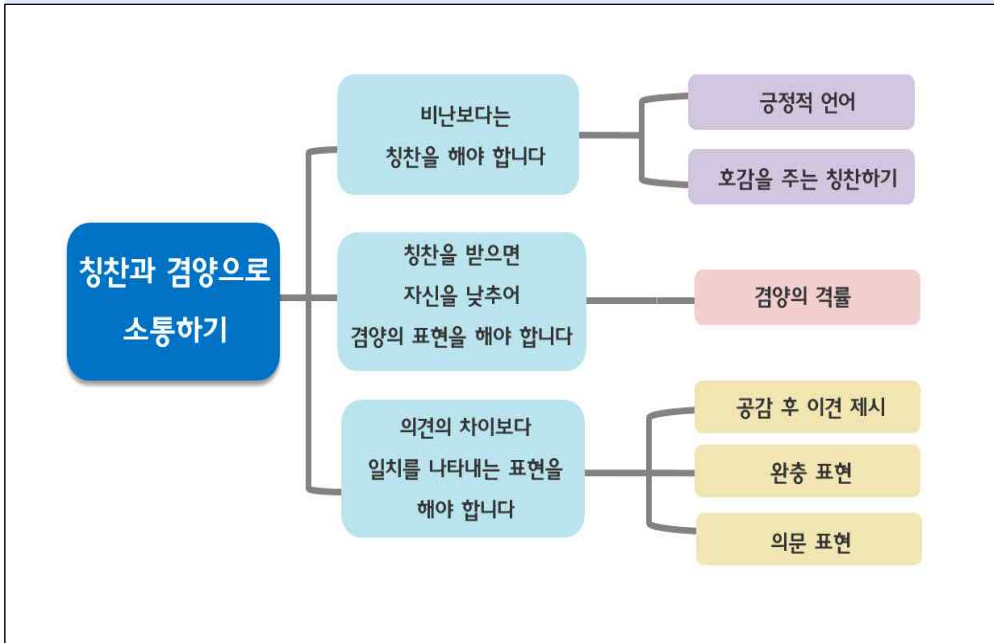 칭찬과 겸양으로
소통하기
비난보다는
칭찬을 해야 합니다
긍정적 언어
호감을 주는 칭찬하기
칭찬을 받으면
자신을 낮추어
겸양의 표현을 해야 합니다
겸양의 격률
의견의 차이보다
일치를 나타내는 표현을
해야 합니다
공감 후 이견 제시
완충 표현
의문 표현